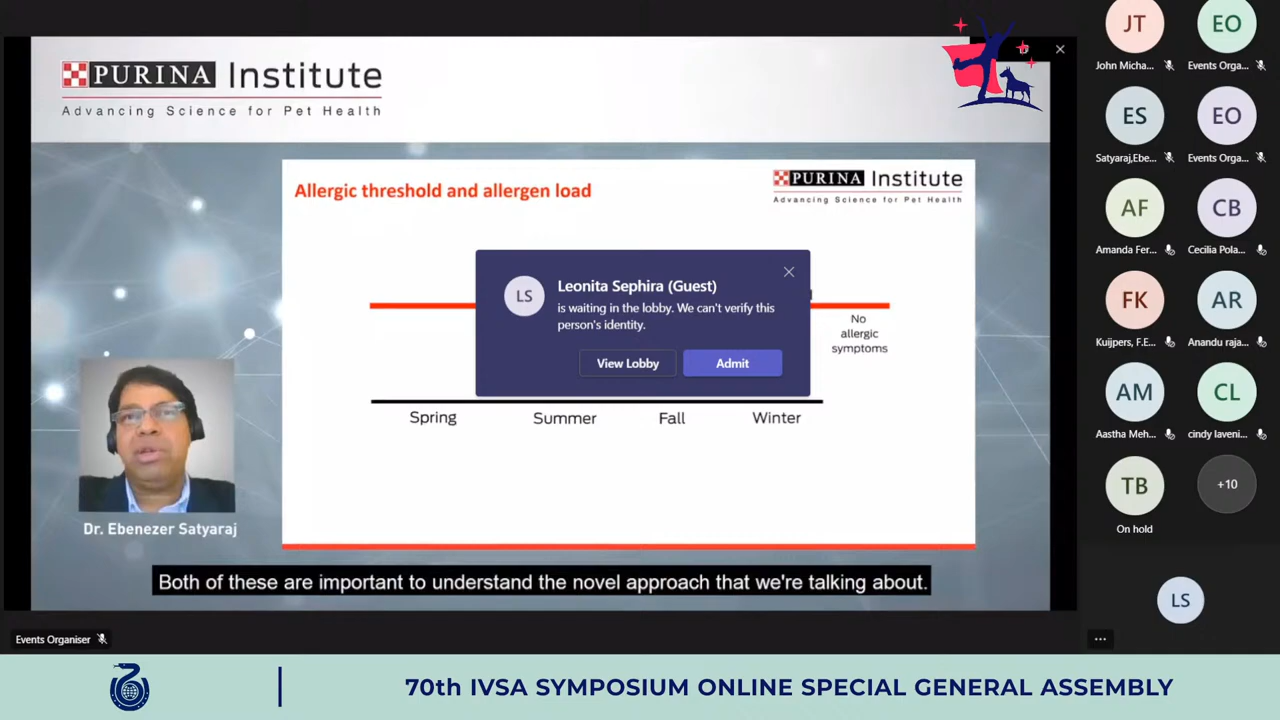 PURINA Institute
Advancing Science for Pet Health
Allergic threshold and allergen load
PURINA Institute
Advancing Science for Pet Health
LS
Leonita Sephira (Guest)
is waiting in the lobby. We can't verify this
person's identity.
View Lobby
Admit
No
allergic
symptoms
Spring Summer Fall Winter
Dr. Ebenezer Satyaraj
Both of these are important to understand the novel approach that we're talking about.
Events Organiser
JT EO
John Micha... Events Orga...
ES EO
Satyaraj,Ebe... Events Orga...
AF CB
Amanda Fer... Cecilia Pola...
FK AR
Kuijpers, F.E... Anandu raja...
AM CL
Aastha Meh... cindy laveni...
TB +10
On hold
LS
70th IVSA SYMPOSIUM ONLINE SPECIAL GENERAL ASSEMBLY